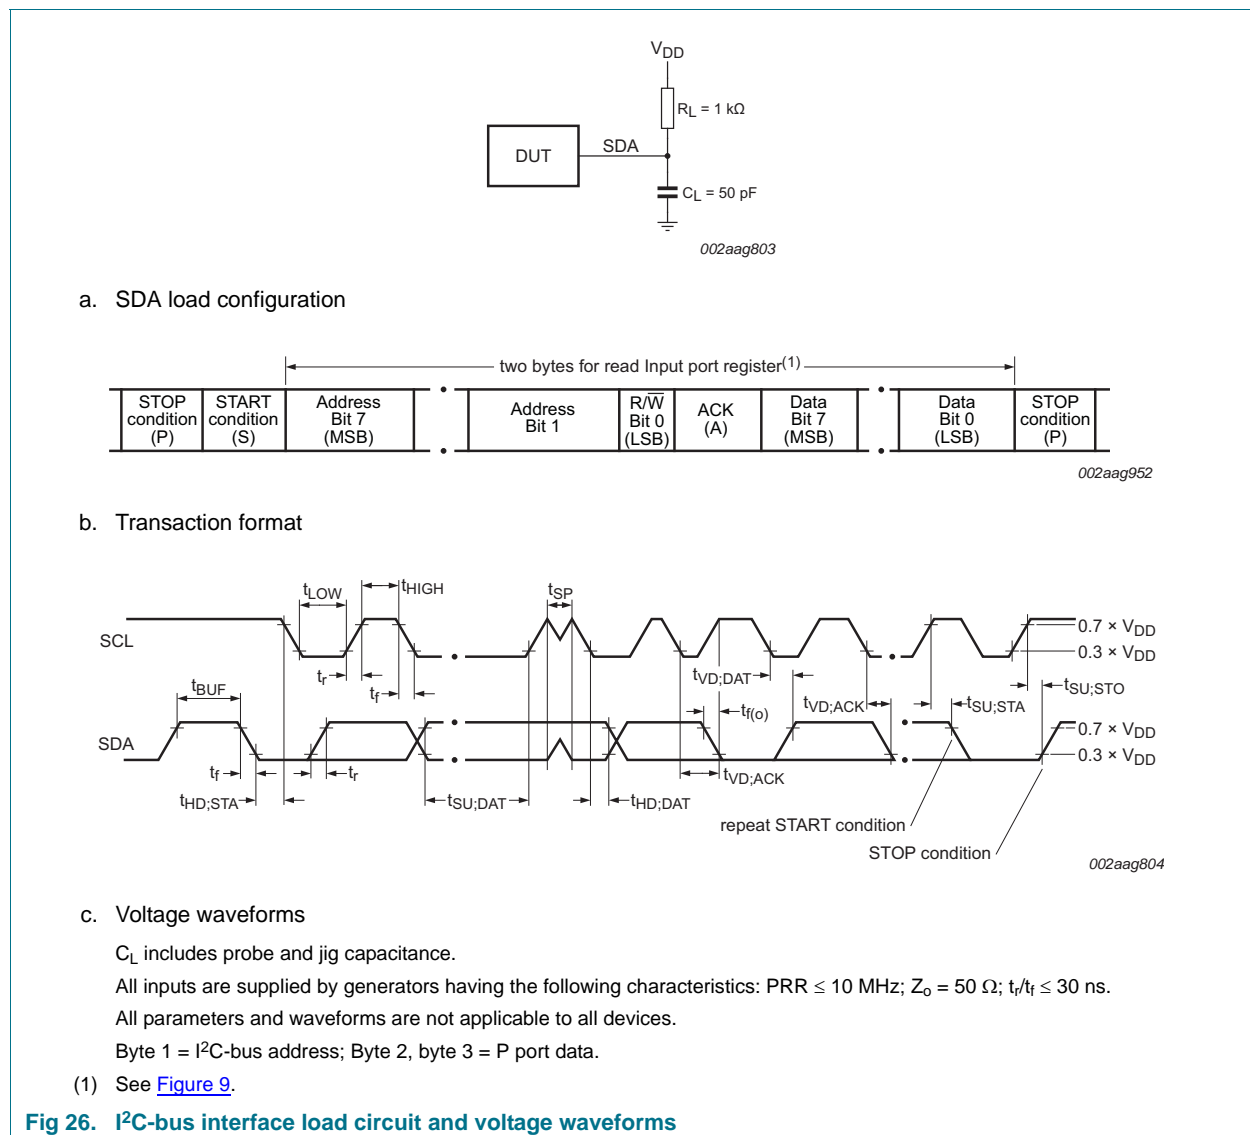 VDD
RL = 1 kΩ
DUT
SDA
CL = 50 pF
002aag803
a. SDA load configuration
two bytes for read Input port register(1)
STOP condition (P)
START condition (S)
Address Bit 7 (MSB)
Address Bit 1
R/W Bit 0 (LSB)
ACK (A)
Data Bit 7 (MSB)
Data Bit 0 (LSB)
STOP condition (P)
002aag952
b. Transaction format
tLOW
tHIGH
tSP
SCL
0.7 × VDD
0.3 × VDD
tr
tf
tBUF
tVD;DAT
tf(o)
tVD;ACK
tSU;STA
tSU;STO
SDA
0.7 × VDD
0.3 × VDD
tf
tr
tHD;STA
tSU;DAT
tHD;DAT
tVD;ACK
repeat START condition
STOP condition
002aag804
c. Voltage waveforms
CL includes probe and jig capacitance.
All inputs are supplied by generators having the following characteristics: PRR ≤ 10 MHz; Zo = 50 Ω; tr/tf ≤ 30 ns.
All parameters and waveforms are not applicable to all devices.
Byte 1 = I2C-bus address; Byte 2, byte 3 = P port data.
(1) See Figure 9.
Fig 26. I2C-bus interface load circuit and voltage waveforms